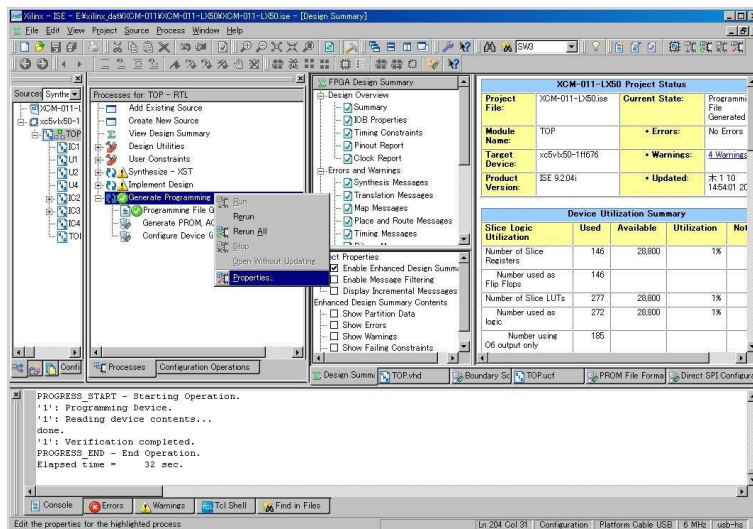 Xilinx - ISE - E:¥xilinx_dat¥XCM-011¥XCM-011-LX50¥XCM-011-LX50.ise - [Design Summary]
File Edit View Project Source Process Window Help
SW3
Sources
Synthe
XCM-011-L
xc5vlx50-1
TOP
IC1
U1
U2
U4
IC2
IC3
IC4
TO
Confi
Processes for: TOP - RTL
Add Existing Source
Create New Source
View Design Summary
Design Utilities
User Constraints
Synthesize - XST
Implement Design
Generate Programming
Programming File G
Generate PROM, AC
Configure Device (i
Processes
Configuration Operations
Run
Rerun
Rerun All
Stop
Open Without Updating
Properties...
FPGA Design Summary
Design Overview
Summary
IOB Properties
Timing Constraints
Pinout Report
Clock Report
Errors and Warnings
Synthesis Messages
Translation Messages
Map Messages
Place and Route Messages
Timing Messages
ct Properties
Enable Enhanced Design Summa
Enable Message Filtering
Display Incremental Messsages
Enhanced Design Summary Contents
Show Partition Data
Show Errors
Show Warnings
Show Failing Constraints
XCM-011-LX50 Project Status
Project File: XCM-011-LX50.ise Current State: Programmi File Generated
Module Name: TOP • Errors: No Errors
Target Device: xc5vlx50-1ff676 • Warnings: 4 Warnings
Product Version: ISE 9.2.04i • Updated: 木 1 10 14:54:01 20
Device Utilization Summary
Slice Logic Utilization Used Available Utilization Not
Number of Slice Registers 146 28,800 1%
Number used as Flip Flops 146
Number of Slice LUTs 277 28,800 1%
Number used as logic 272 28,800 1%
Number using O6 output only 185
Design Summ
TOP.vhd
Boundary Sc
TOP.ucf
PROM File Forma
Direct SPI Configura
PROGRESS_START - Starting Operation.
'1': Programming Device.
'1': Reading device contents...
done.
'1': Verification completed.
PROGRESS_END - End Operation.
Elapsed time = 32 sec.
Console
Errors
Warnings
Tcl Shell
Find in Files
Edit the properties for the highlighted process
Ln 204 Col 31 Configuration Platform Cable USB 6 MHz usb-hs